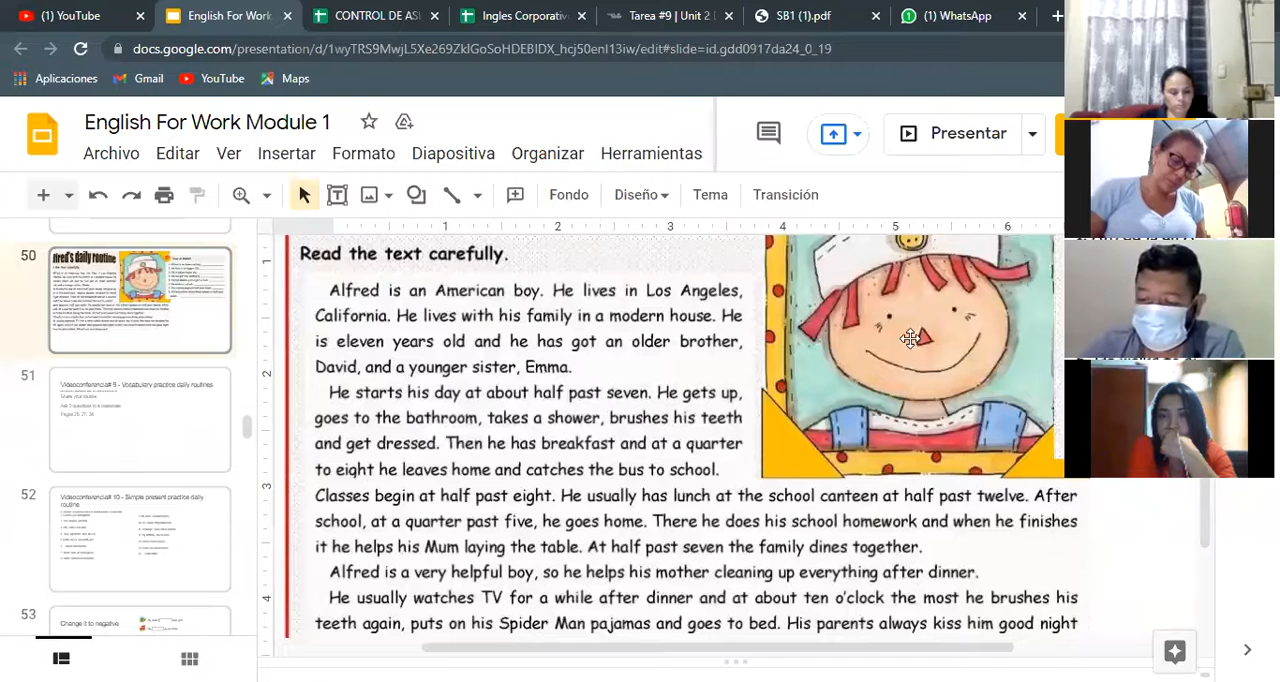 (1) YouTube
English For Work
CONTROL DE AS
Ingles Corporativ
Tarea #9 | Unit 2
SB1 (1).pdf
(1) WhatsApp
docs.google.com/presentation/d/1wyTRS9MwjL5Xe269ZklGoSoHDEBIDX_hcj50enI13iw/edit#slide=id.gdd0917da24_0_19
Aplicaciones
Gmail
YouTube
Maps
English For Work Module 1
Archivo
Editar
Ver
Insertar
Formato
Diapositiva
Organizar
Herramientas
Presentar
Fondo
Diseño
Tema
Transición
1
2
3
4
5
6
50
lfred's daily routine
51
Videoconferencia# 9 - Vocabulary practice daily routines
52
Videoconferencia# 10 - Simple present practice daily
routine
53
Change it to negative
1
2
3
4
Read the text carefully.
Alfred is an American boy. He lives in Los Angeles,
California. He lives with his family in a modern house. He
is eleven years old and he has got an older brother,
David, and a younger sister, Emma.
He starts his day at about half past seven. He gets up,
goes to the bathroom, takes a shower, brushes his teeth
and get dressed. Then he has breakfast and at a quarter
to eight he leaves home and catches the bus to school.
Classes begin at half past eight. He usually has lunch at the school canteen at half past twelve. After
school, at a quarter past five, he goes home. There he does his school homework and when he finishes
it he helps his Mum laying the table. At half past seven the family dines together.
Alfred is a very helpful boy, so he helps his mother cleaning up everything after dinner.
He usually watches TV for a while after dinner and at about ten o'clock the most he brushes his
teeth again, puts on his Spider Man pajamas and goes to bed. His parents always kiss him good night